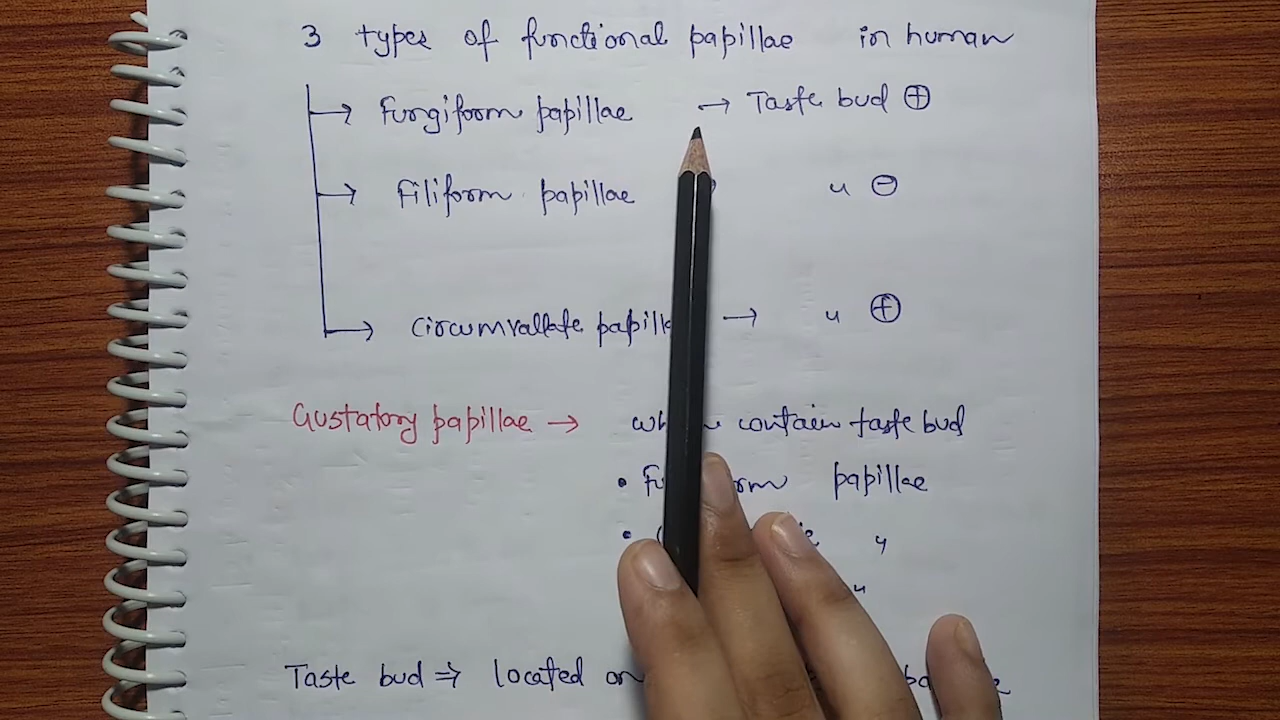 3 types of functional papillae in human
→ Fungiform papillae → Taste bud ⊕
→ Filiform papillae u ⊖
→ Circumvallate → u ⊕
Gustatory papillae → contain taste bud
• papillae
• 4
u
Taste bud ⇒ located on